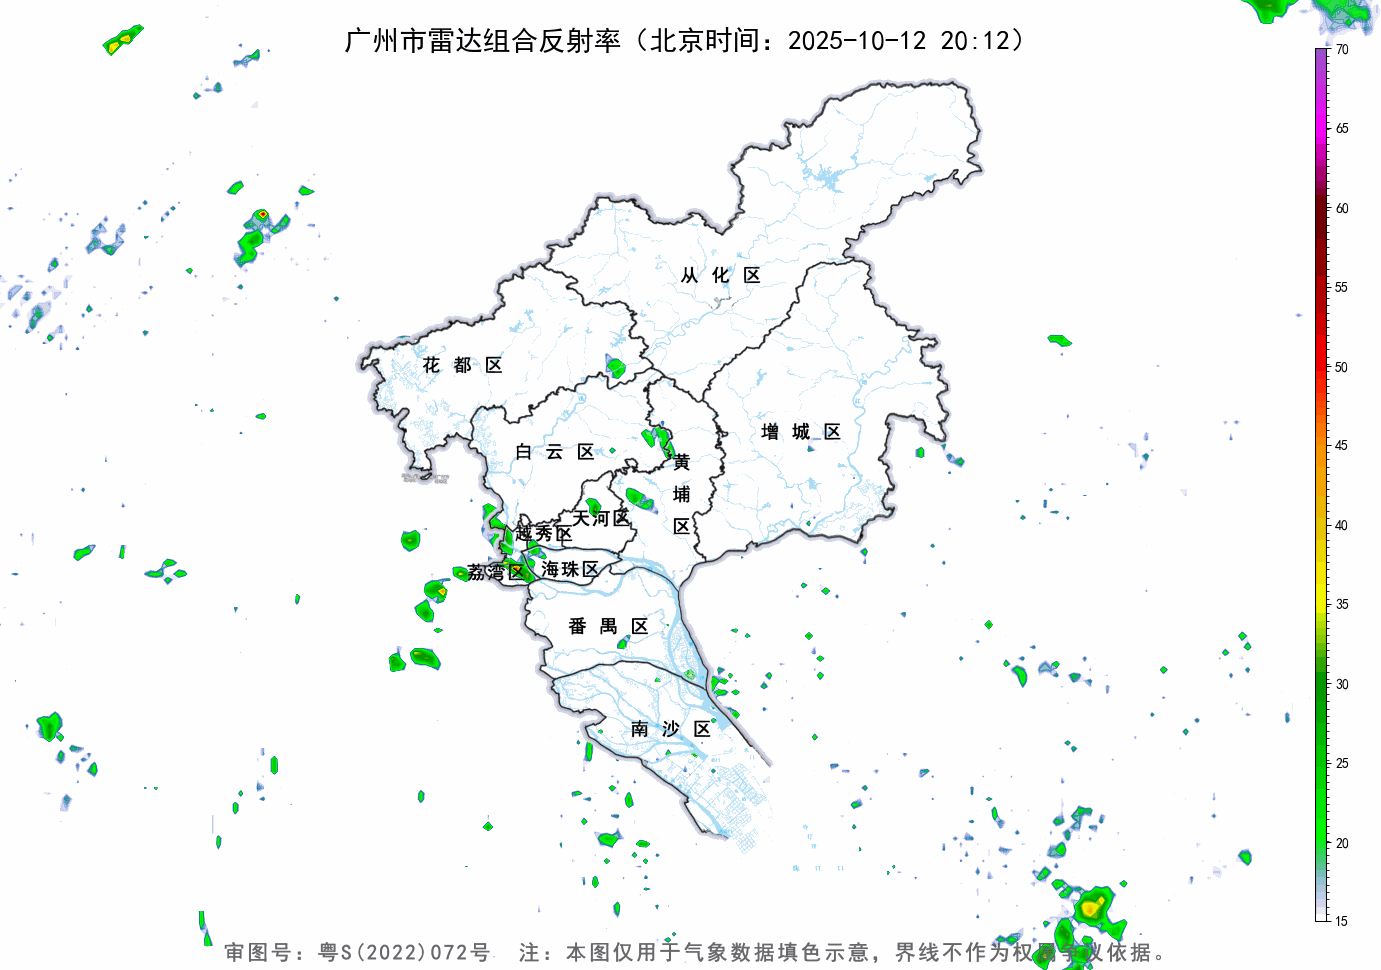 广州市雷达组合反射率（北京时间：2025-10-12 20:12）
70
65
60
55
50
45
40
35
30
25
20
15
从化区
花都区
增城区
白云区
黄埔区
天河区
越秀区
荔湾区
海珠区
番禺区
南沙区
审图号：粤S(2022)072号 注：本图仅用于气象数据填色示意，界线不作为权属争议依据。